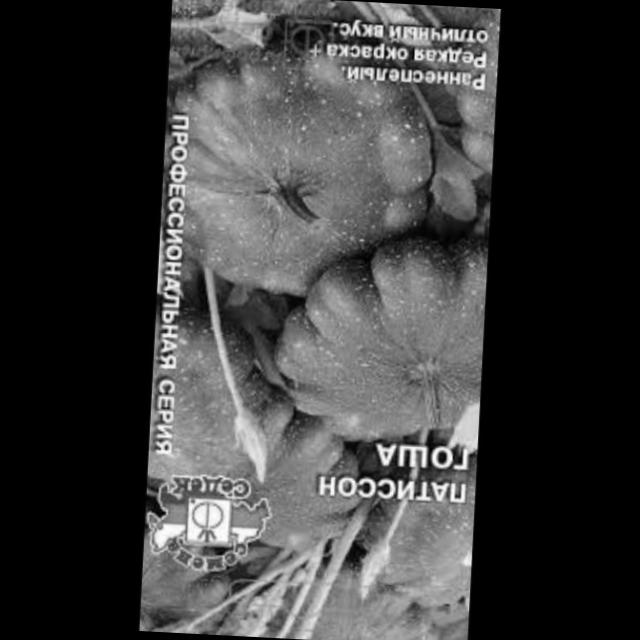 ПАТИССОН
ГОША
ПРОФЕССИОНАЛЬНАЯ СЕРИЯ
Раннеспелый.
Редкая окраска +
отличный вкус.